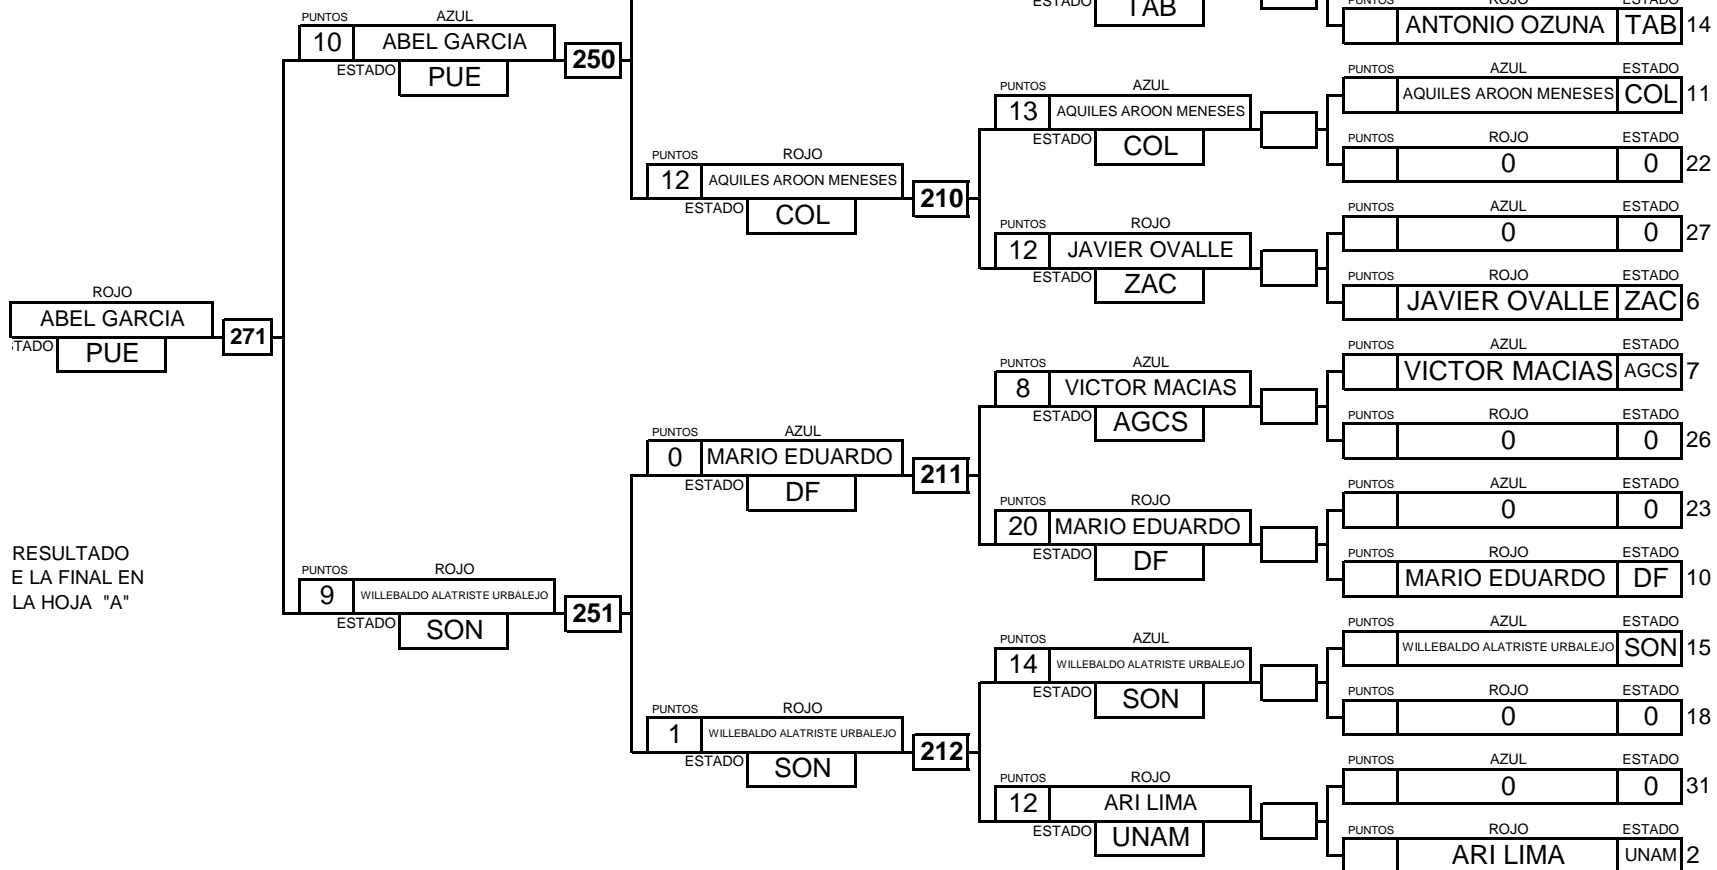 ESTADO
TAB
PUNTOS ROJO ESTADO
ANTONIO OZUNA TAB 14
PUNTOS AZUL
10 ABEL GARCIA
ESTADO PUE
250
PUNTOS AZUL ESTADO
AQUILES AROON MENESES COL 11
PUNTOS AZUL
13 AQUILES AROON MENESES
ESTADO COL
PUNTOS ROJO ESTADO
0 0 22
PUNTOS ROJO
12 AQUILES AROON MENESES
ESTADO COL
210
PUNTOS AZUL ESTADO
0 0 27
PUNTOS ROJO
12 JAVIER OVALLE
ESTADO ZAC
PUNTOS ROJO ESTADO
JAVIER OVALLE ZAC 6
ROJO
ABEL GARCIA
TADO PUE
271
PUNTOS AZUL ESTADO
VICTOR MACIAS AGCS 7
PUNTOS AZUL
8 VICTOR MACIAS
ESTADO AGCS
PUNTOS ROJO ESTADO
0 0 26
PUNTOS AZUL
0 MARIO EDUARDO
ESTADO DF
211
PUNTOS AZUL ESTADO
0 0 23
PUNTOS ROJO
20 MARIO EDUARDO
ESTADO DF
PUNTOS ROJO ESTADO
MARIO EDUARDO DF 10
RESULTADO
E LA FINAL EN
LA HOJA "A"
PUNTOS ROJO
9 WILLEBALDO ALATRISTE URBALEJO
ESTADO SON
251
PUNTOS AZUL ESTADO
WILLEBALDO ALATRISTE URBALEJO SON 15
PUNTOS AZUL
14 WILLEBALDO ALATRISTE URBALEJO
ESTADO SON
PUNTOS ROJO ESTADO
0 0 18
PUNTOS ROJO
1 WILLEBALDO ALATRISTE URBALEJO
ESTADO SON
212
PUNTOS AZUL ESTADO
0 0 31
PUNTOS ROJO
12 ARI LIMA
ESTADO UNAM
PUNTOS ROJO ESTADO
ARI LIMA UNAM 2